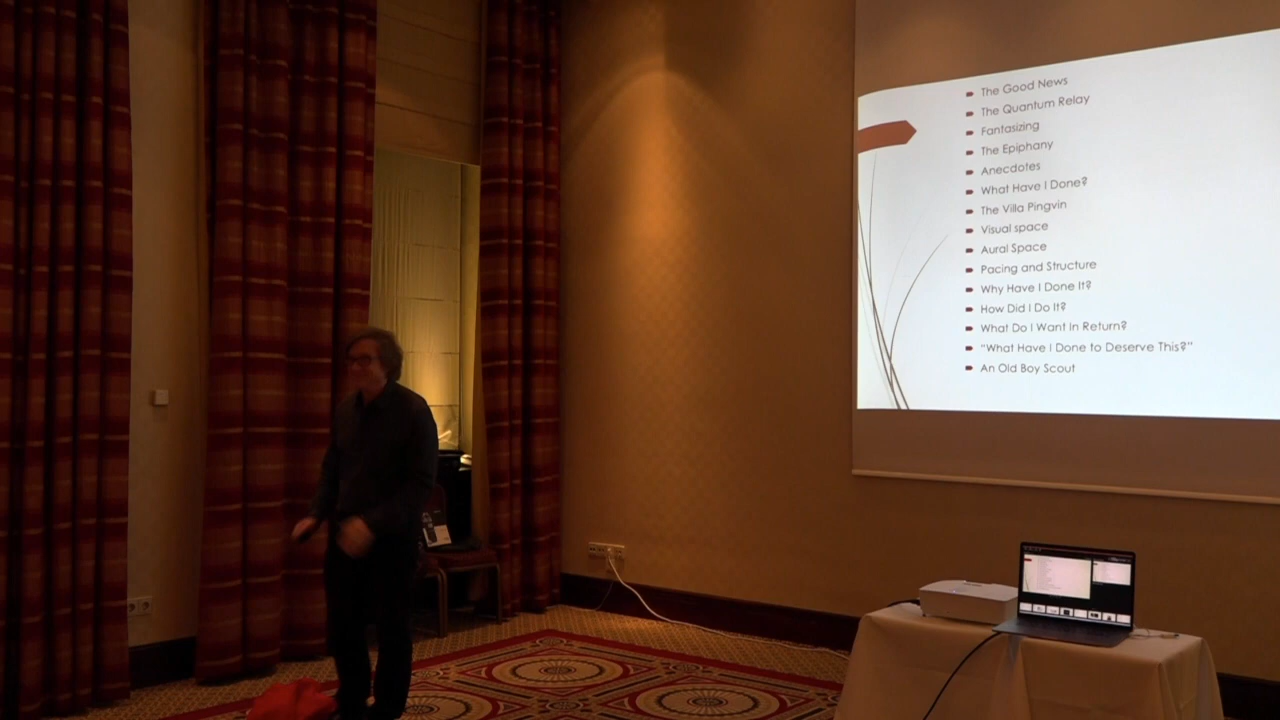 The Good News
The Quantum Relay
Fantasizing
The Epiphany
Anecdotes
What Have I Done?
The Villa Pingvin
Visual space
Aural Space
Pacing and Structure
Why Have I Done It?
How Did I Do It?
What Do I Want In Return?
“What Have I Done to Deserve This?”
An Old Boy Scout